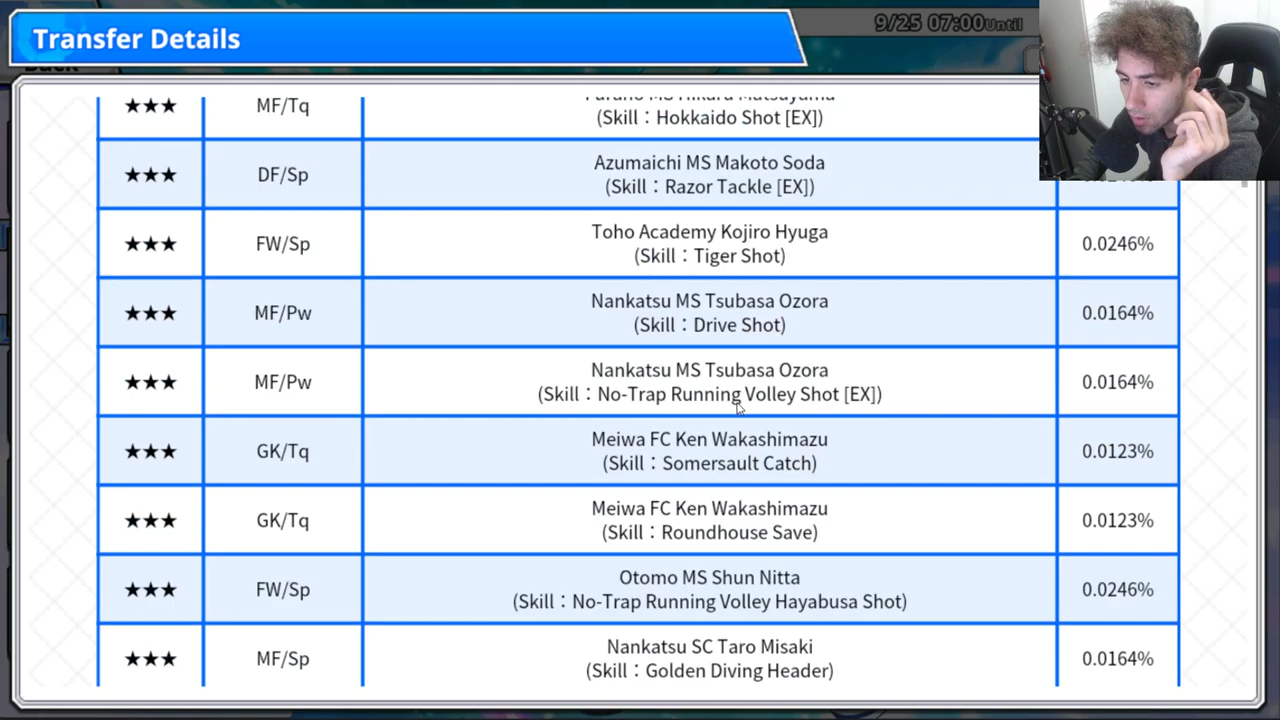 Transfer Details
9/25 07:00Until
★★★ MF/Tq
(Skill：Hokkaido Shot [EX])
★★★ DF/Sp Azumaichi MS Makoto Soda
(Skill：Razor Tackle [EX])
★★★ FW/Sp Toho Academy Kojiro Hyuga 0.0246%
(Skill：Tiger Shot)
★★★ MF/Pw Nankatsu MS Tsubasa Ozora 0.0164%
(Skill：Drive Shot)
★★★ MF/Pw Nankatsu MS Tsubasa Ozora 0.0164%
(Skill：No-Trap Running Volley Shot [EX])
★★★ GK/Tq Meiwa FC Ken Wakashimazu 0.0123%
(Skill：Somersault Catch)
★★★ GK/Tq Meiwa FC Ken Wakashimazu 0.0123%
(Skill：Roundhouse Save)
★★★ FW/Sp Otomo MS Shun Nitta 0.0246%
(Skill：No-Trap Running Volley Hayabusa Shot)
★★★ MF/Sp Nankatsu SC Taro Misaki 0.0164%
(Skill：Golden Diving Header)